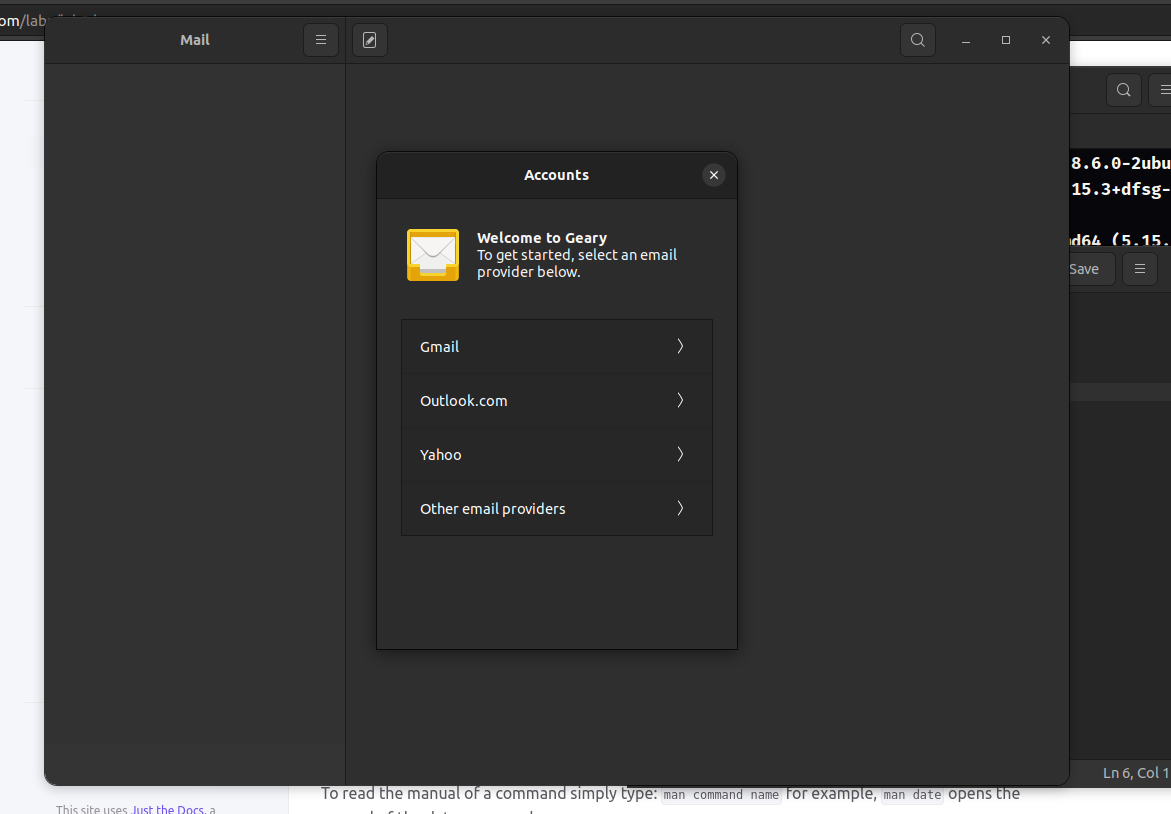 om/lab
Mail
Accounts
Welcome to Geary
To get started, select an email
provider below.
Gmail
Outlook.com
Yahoo
Other email providers
8.6.0-2ubu
15.3+dfsg-
d64 (5.15.
Save
Ln 6, Col 1
This site uses Just the Docs, a
To read the manual of a command simply type: man command name for example, man date opens the